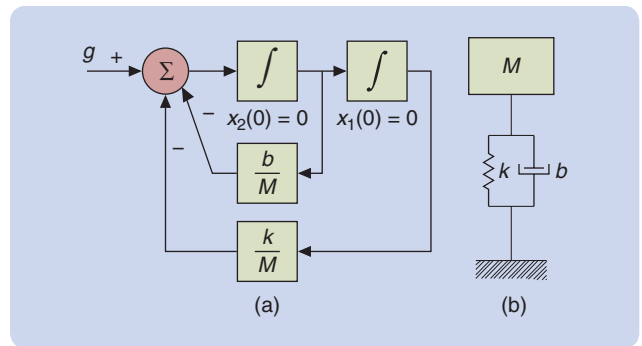 g + Σ ∫ ∫ M
– x₂(0) = 0 x₁(0) = 0
– b/M k b
k/M
(a) (b)